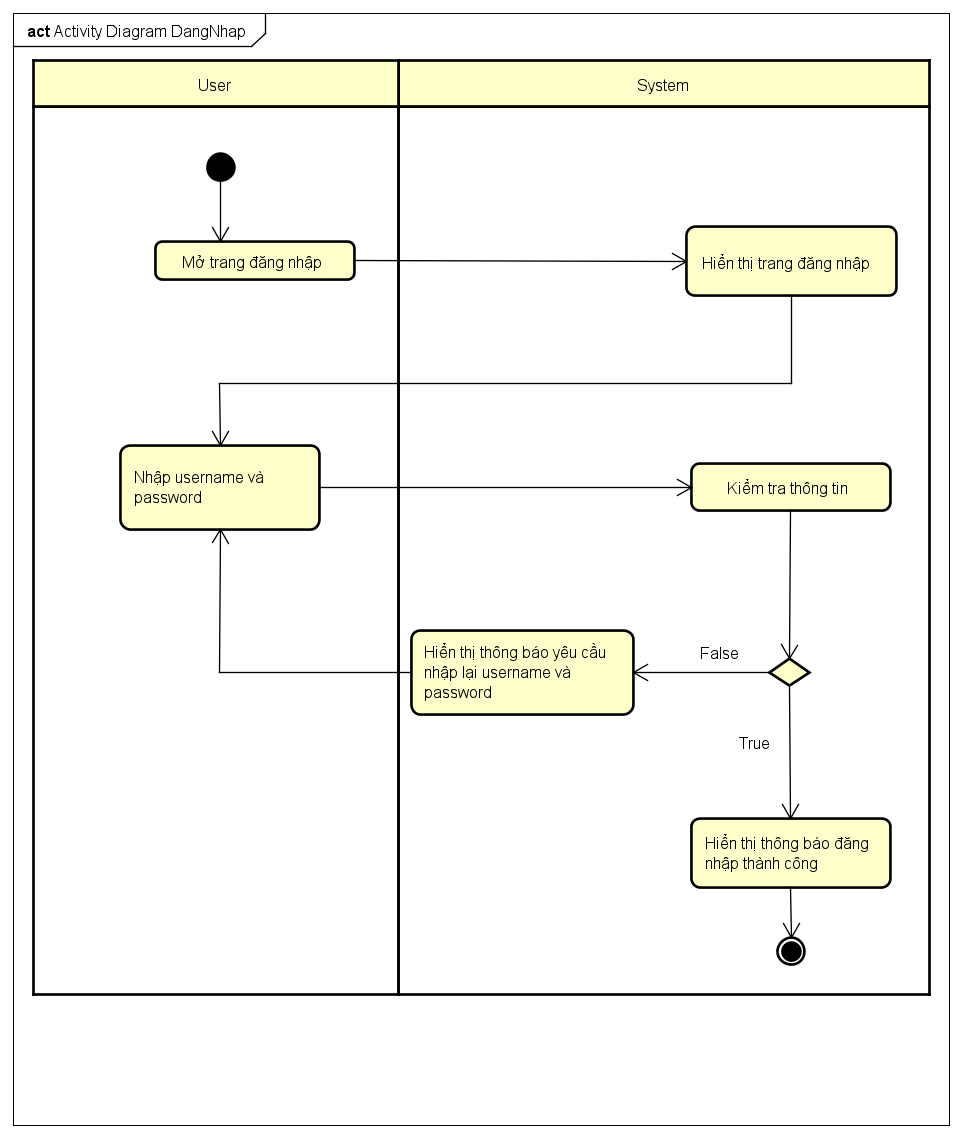 act Activity Diagram DangNhap
User
System
Mở trang đăng nhập
Hiển thị trang đăng nhập
Nhập username và
password
Kiểm tra thông tin
Hiển thị thông báo yêu cầu
nhập lại username và
password
False
True
Hiển thị thông báo đăng
nhập thành công